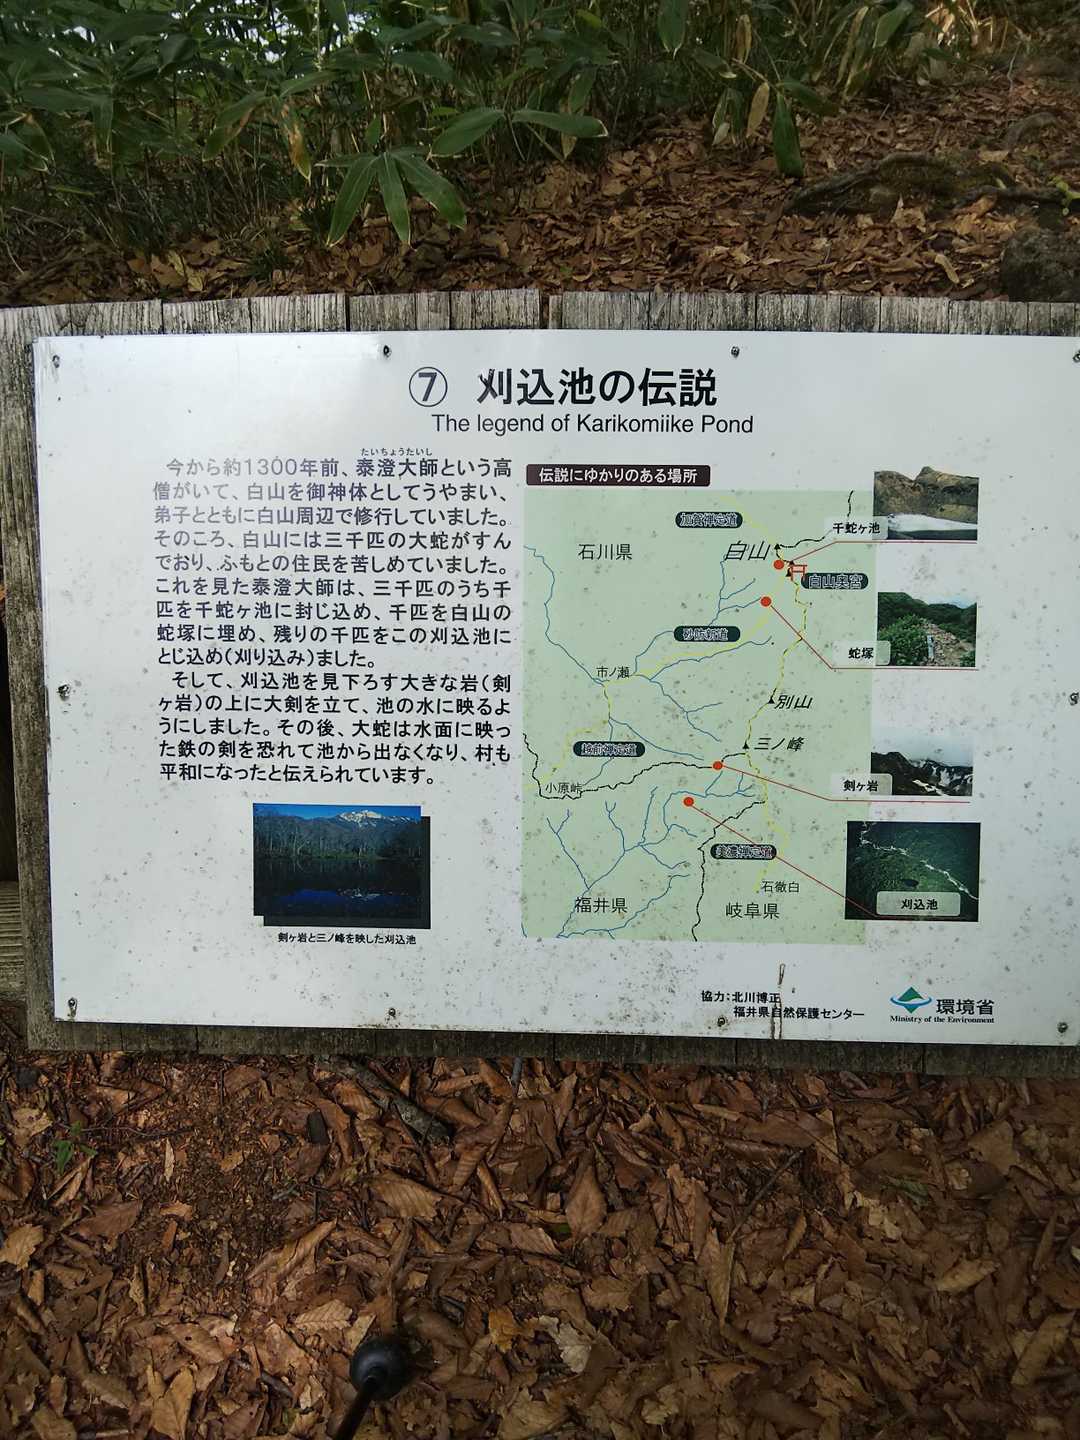 ⑦ 刈込池の伝説
The legend of Karikomiike Pond
たいちょうたいし
今から約1300年前、泰澄大師という高
僧がいて、白山を御神体としてうやまい、
弟子とともに白山周辺で修行していました。
そのころ、白山には三千匹の大蛇がすん
でおり、ふもとの住民を苦しめていました。
これを見た泰澄大師は、三千匹のうち千
匹を千蛇ヶ池に封じ込め、千匹を白山の
蛇塚に埋め、残りの千匹をこの刈込池に
とじ込め(刈り込み)ました。
そして、刈込池を見下ろす大きな岩(剣
ヶ岩)の上に大剣を立て、池の水に映るよ
うにしました。その後、大蛇は水面に映っ
た鉄の剣を恐れて池から出なくなり、村も
平和になったと伝えられています。
剣ヶ岩と三ノ峰を映した刈込池
伝説にゆかりのある場所
加賀禅定道
千蛇ヶ池
石川県
白山
白山奥宮
砂防新道
蛇塚
市ノ瀬
別山
越前禅定道
三ノ峰
小原峠
剣ヶ岩
美濃禅定道
石徹白
刈込池
福井県
岐阜県
協力:北川博正
福井県自然保護センター
環境省
Ministry of the Environment